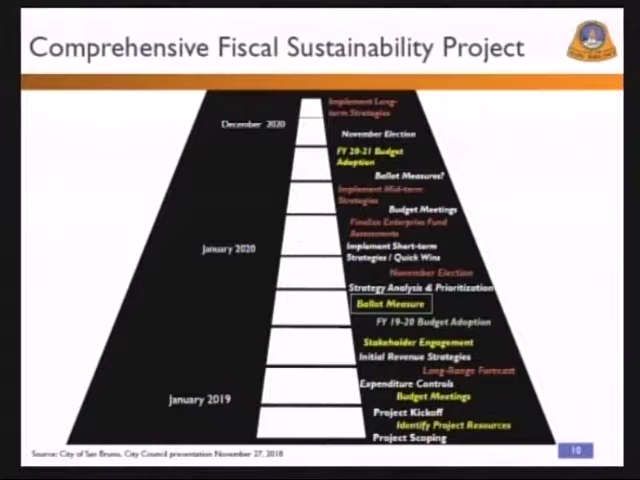 Comprehensive Fiscal Sustainability Project
Implement Long-
term Strategies
December 2020
November Election
FY 20-21 Budget
Adoption
Ballot Measures?
Implement Mid-term
Strategies
Budget Meetings
Finalize Enterprise Fund
Assessments
January 2020
Implement Short-term
Strategies / Quick Wins
November Election
Strategy Analysis & Prioritization
Ballot Measure
FY 19-20 Budget Adoption
Stakeholder Engagement
Initial Revenue Strategies
Long-Range Forecast
Expenditure Controls
Budget Meetings
January 2019
Project Kickoff
Identify Project Resources
Project Scoping
Source: City of San Bruno, City Council presentation November 27, 2018
10